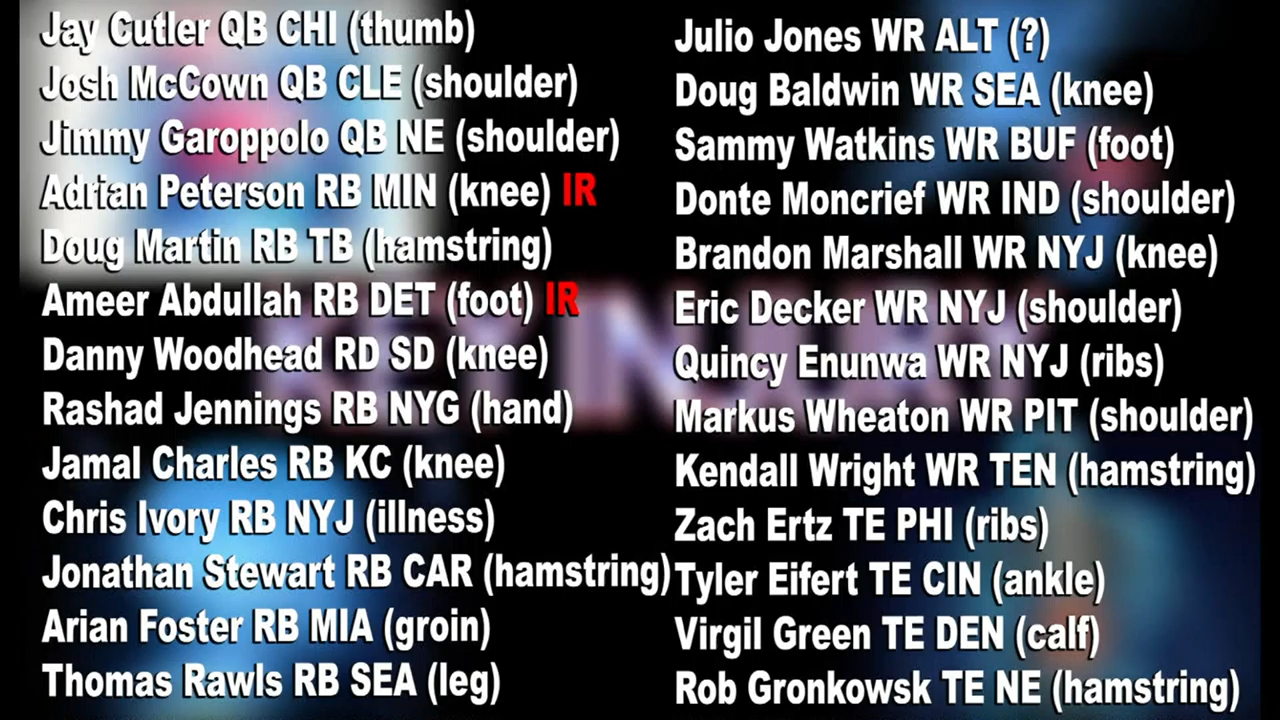 Jay Cutler QB CHI (thumb)
Josh McCown QB CLE (shoulder)
Jimmy Garoppolo QB NE (shoulder)
Adrian Peterson RB MIN (knee) IR
Doug Martin RB TB (hamstring)
Ameer Abdullah RB DET (foot) IR
Danny Woodhead RD SD (knee)
Rashad Jennings RB NYG (hand)
Jamal Charles RB KC (knee)
Chris Ivory RB NYJ (illness)
Jonathan Stewart RB CAR (hamstring)
Arian Foster RB MIA (groin)
Thomas Rawls RB SEA (leg)
Julio Jones WR ALT (?)
Doug Baldwin WR SEA (knee)
Sammy Watkins WR BUF (foot)
Donte Moncrief WR IND (shoulder)
Brandon Marshall WR NYJ (knee)
Eric Decker WR NYJ (shoulder)
Quincy Enunwa WR NYJ (ribs)
Markus Wheaton WR PIT (shoulder)
Kendall Wright WR TEN (hamstring)
Zach Ertz TE PHI (ribs)
Tyler Eifert TE CIN (ankle)
Virgil Green TE DEN (calf)
Rob Gronkowsk TE NE (hamstring)